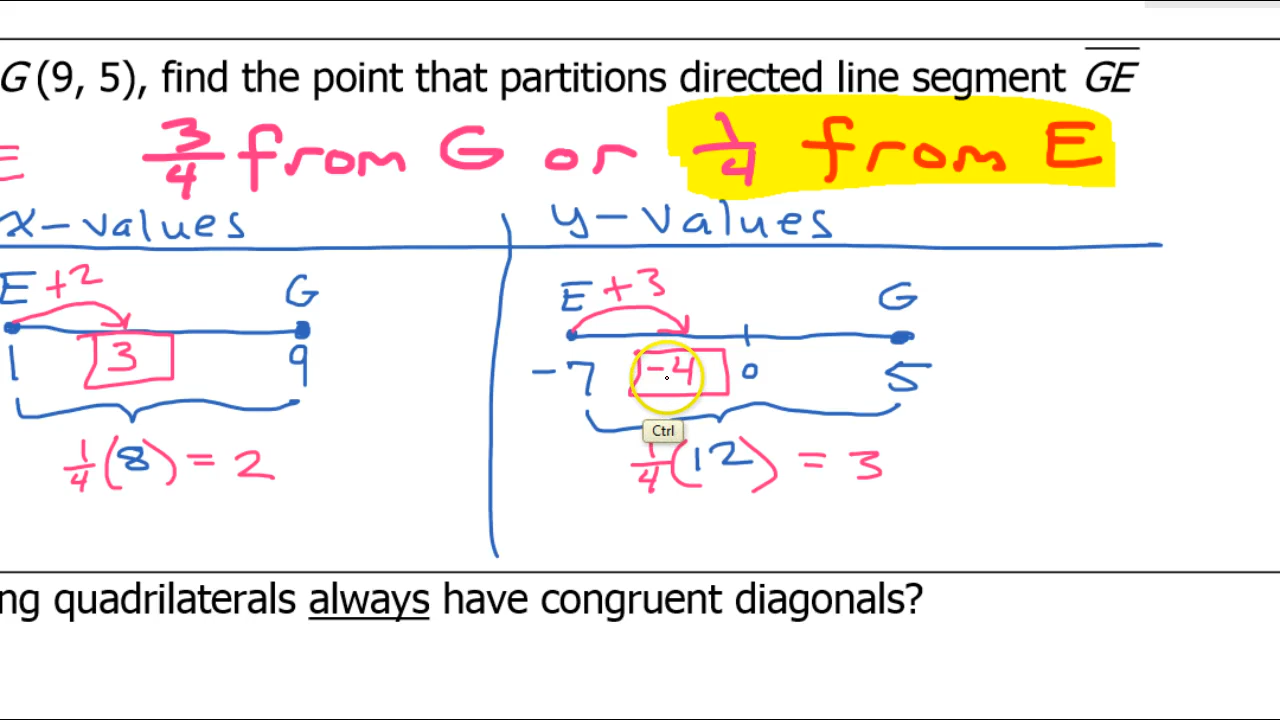 G (9, 5), find the point that partitions directed line segment GE
E 3/4 from G or 1/4 from E
x-values y-values
E +2 G E +3 G
1 3 9 -7 -4 0 5
Ctrl
1/4 (8) = 2 1/4 (12) = 3
ng quadrilaterals always have congruent diagonals?